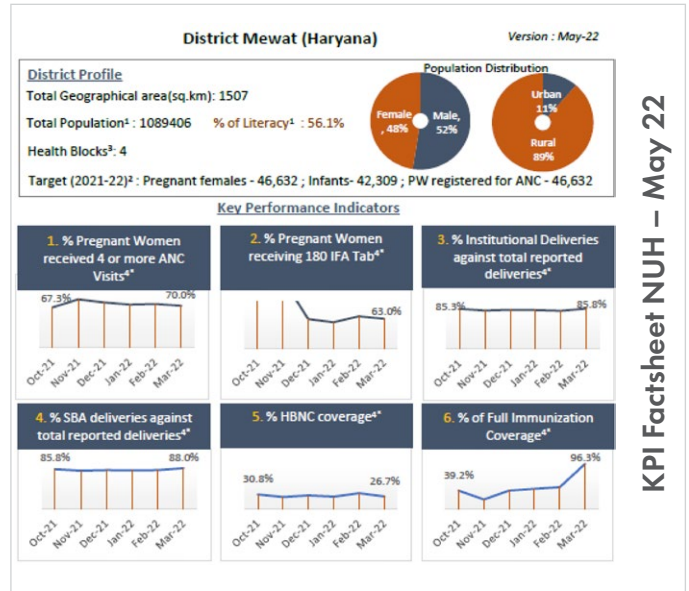 District Mewat (Haryana)
Version : May-22
District Profile
Total Geographical area(sq.km): 1507
Total Population¹ : 1089406 % of Literacy¹ : 56.1%
Health Blocks³: 4
Target (2021-22)² : Pregnant females - 46,632 ; Infants- 42,309 ; PW registered for ANC - 46,632
Population Distribution
Female
, 48%
Male,
52%
Urban
11%
Rural
89%
Key Performance Indicators
1. % Pregnant Women
received 4 or more ANC
Visits⁴*
67.3%
70.0%
Oct-21
Nov-21
Dec-21
Jan-22
Feb-22
Mar-22
2. % Pregnant Women
receiving 180 IFA Tab⁴*
63.0%
Oct-21
Nov-21
Dec-21
Jan-22
Feb-22
Mar-22
3. % Institutional Deliveries
against total reported
deliveries⁴*
85.3%
85.8%
Oct-21
Nov-21
Dec-21
Jan-22
Feb-22
Mar-22
4. % SBA deliveries against
total reported deliveries⁴*
85.8%
88.0%
Oct-21
Nov-21
Dec-21
Jan-22
Feb-22
Mar-22
5. % HBNC coverage⁴*
30.8%
26.7%
Oct-21
Nov-21
Dec-21
Jan-22
Feb-22
Mar-22
6. % of Full Immunization
Coverage⁴*
39.2%
96.3%
Oct-21
Nov-21
Dec-21
Jan-22
Feb-22
Mar-22
KPI Factsheet NUH – May 22